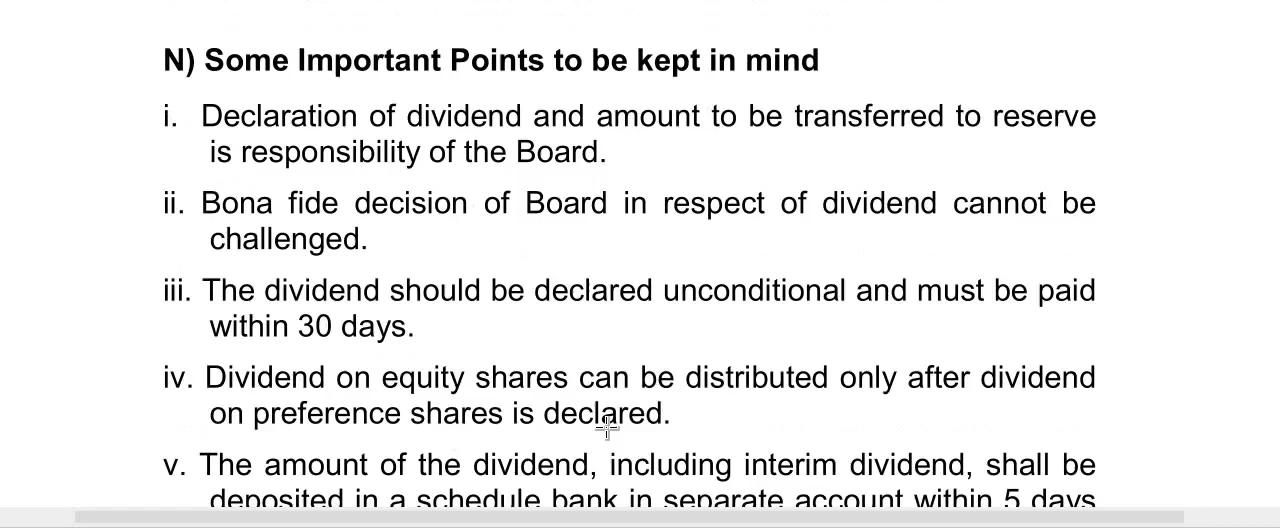 N) Some Important Points to be kept in mind
i. Declaration of dividend and amount to be transferred to reserve
is responsibility of the Board.
ii. Bona fide decision of Board in respect of dividend cannot be
challenged.
iii. The dividend should be declared unconditional and must be paid
within 30 days.
iv. Dividend on equity shares can be distributed only after dividend
on preference shares is declared.
v. The amount of the dividend, including interim dividend, shall be
deposited in a schedule bank in separate account within 5 days